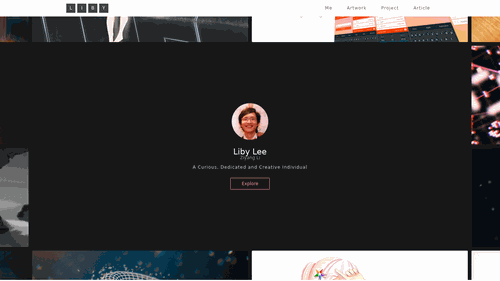 L I B Y
Me Artwork Project Article
Liby Lee
Ziyang Li
A Curious, Dedicated and Creative Individual
Explore